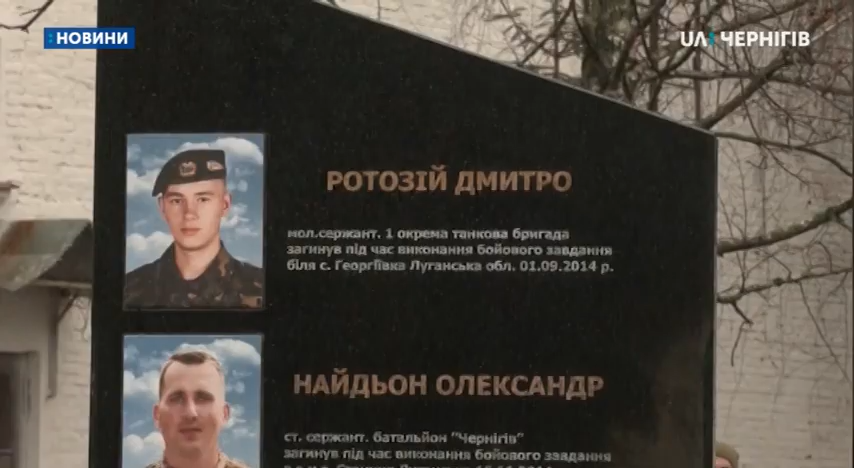 НОВИНИ
UA: ЧЕРНІГІВ
РОТОЗІЙ ДМИТРО
мол.сержант. 1 окрема танкова бригада
загинув під час виконання бойового завдання
біля с. Георгіївка Луганська обл. 01.09.2014 р.
НАЙДЬОН ОЛЕКСАНДР
ст. сержант. батальйон "Чернігів"
загинув під час виконання бойового завдання